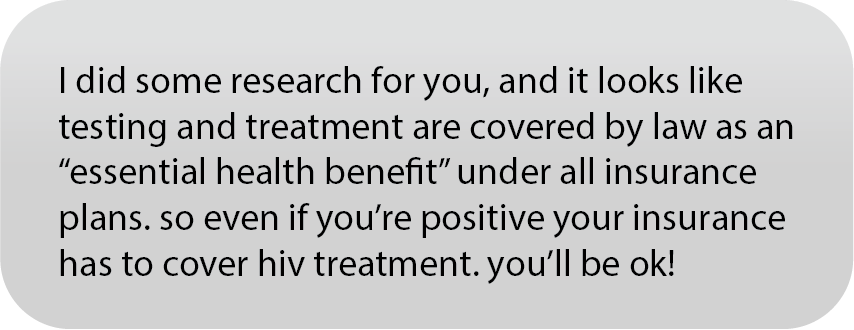 I did some research for you, and it looks like
testing and treatment are covered by law as an
“essential health benefit” under all insurance
plans. so even if you’re positive your insurance
has to cover hiv treatment. you’ll be ok!